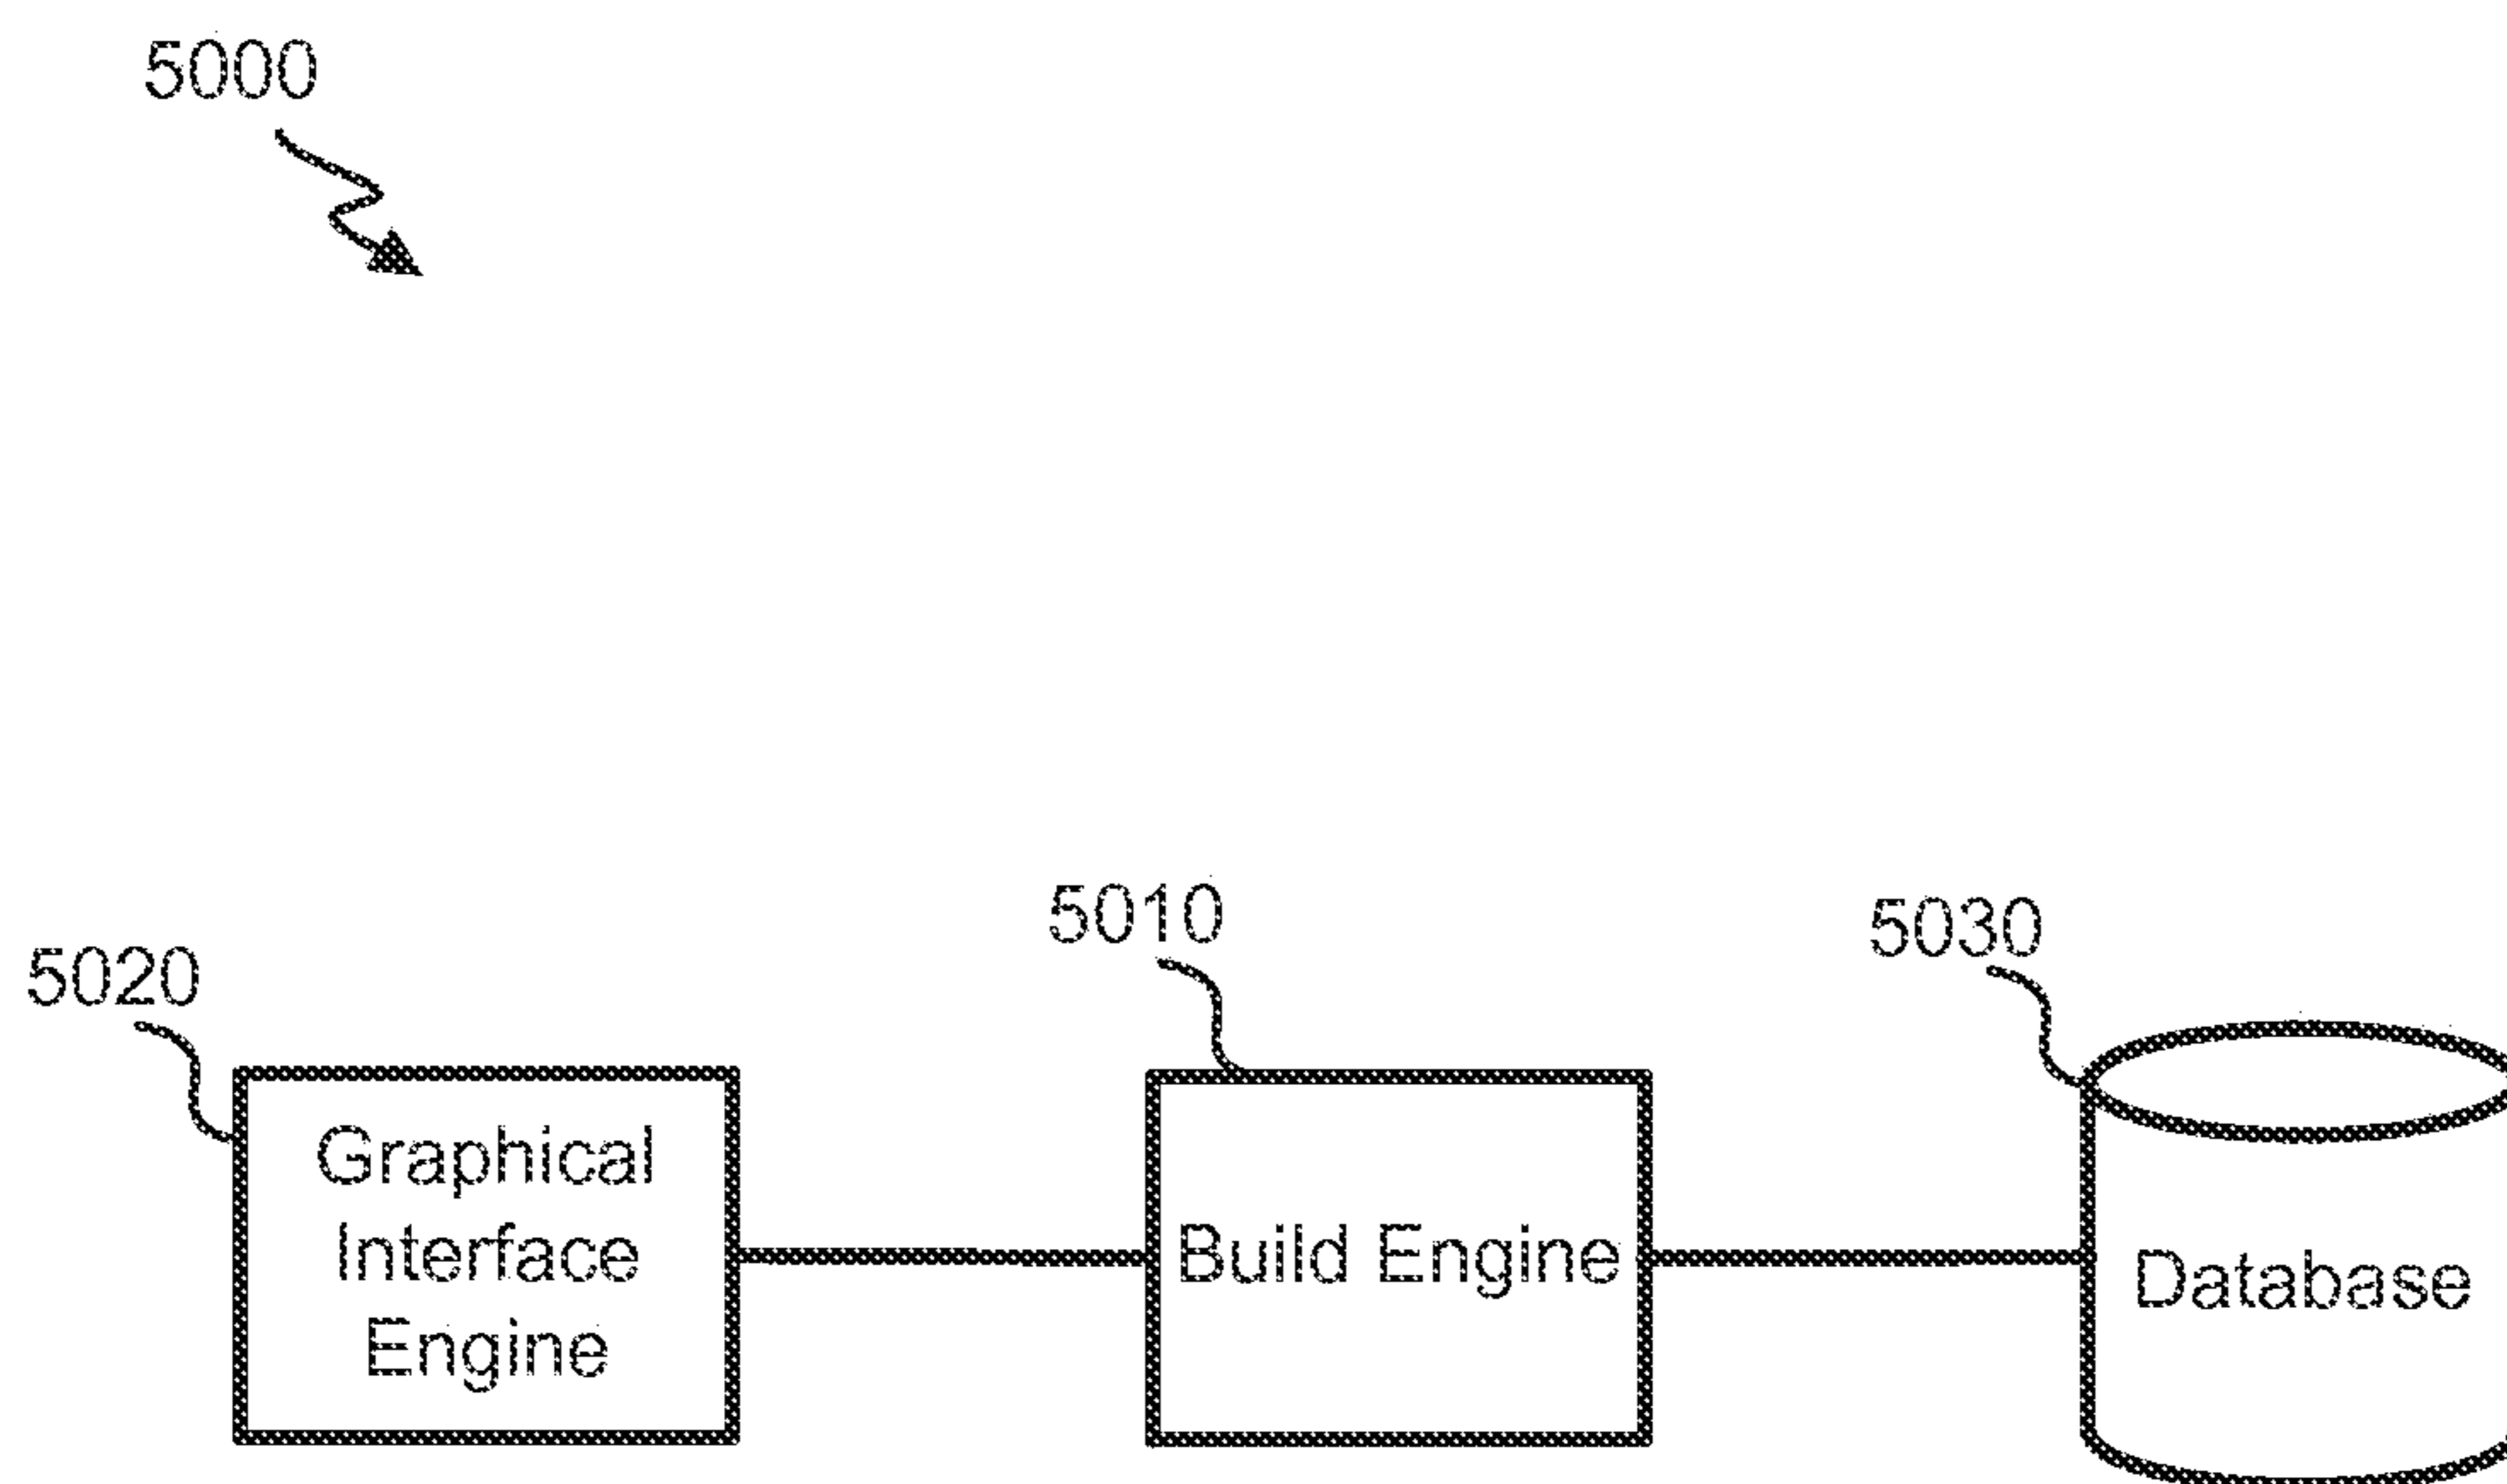 5000
5010
5030
5020
Graphical
Interface
Engine
Build Engine
Database